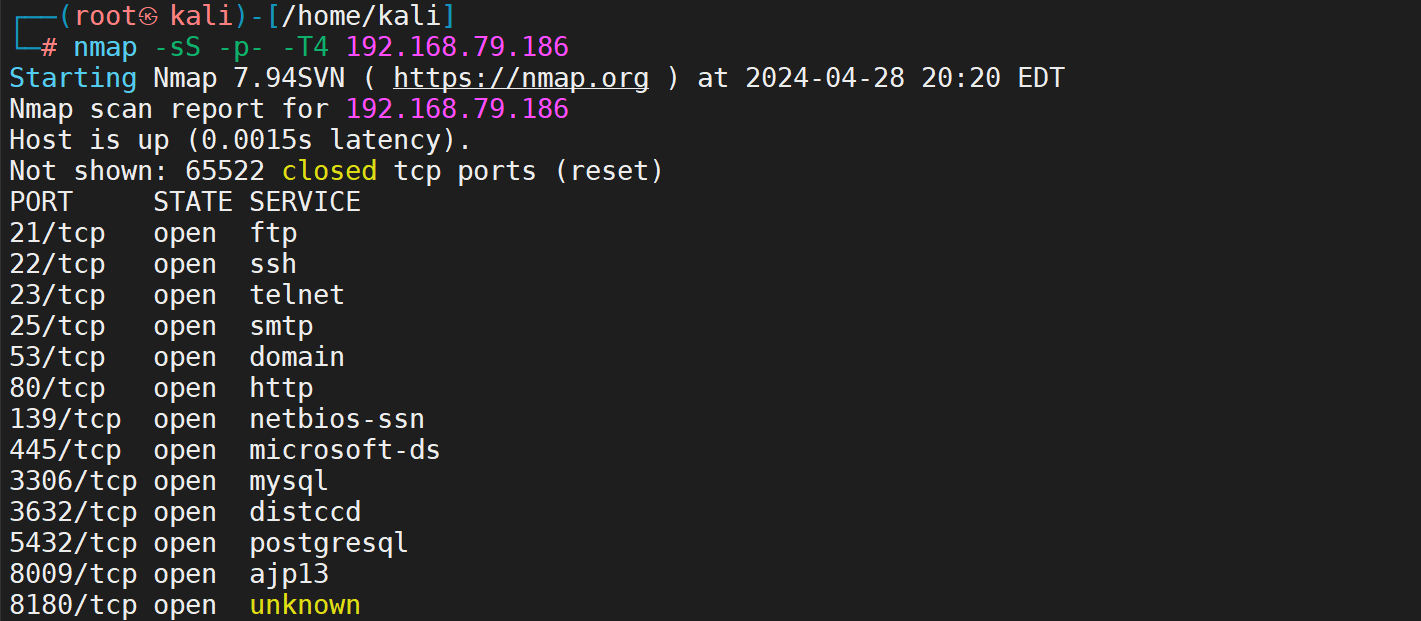 ┌──(root㉿kali)-[/home/kali]
└─# nmap -sS -p- -T4 192.168.79.186
Starting Nmap 7.94SVN ( https://nmap.org ) at 2024-04-28 20:20 EDT
Nmap scan report for 192.168.79.186
Host is up (0.0015s latency).
Not shown: 65522 closed tcp ports (reset)
PORT     STATE SERVICE
21/tcp   open  ftp
22/tcp   open  ssh
23/tcp   open  telnet
25/tcp   open  smtp
53/tcp   open  domain
80/tcp   open  http
139/tcp  open  netbios-ssn
445/tcp  open  microsoft-ds
3306/tcp open  mysql
3632/tcp open  distccd
5432/tcp open  postgresql
8009/tcp open  ajp13
8180/tcp open  unknown